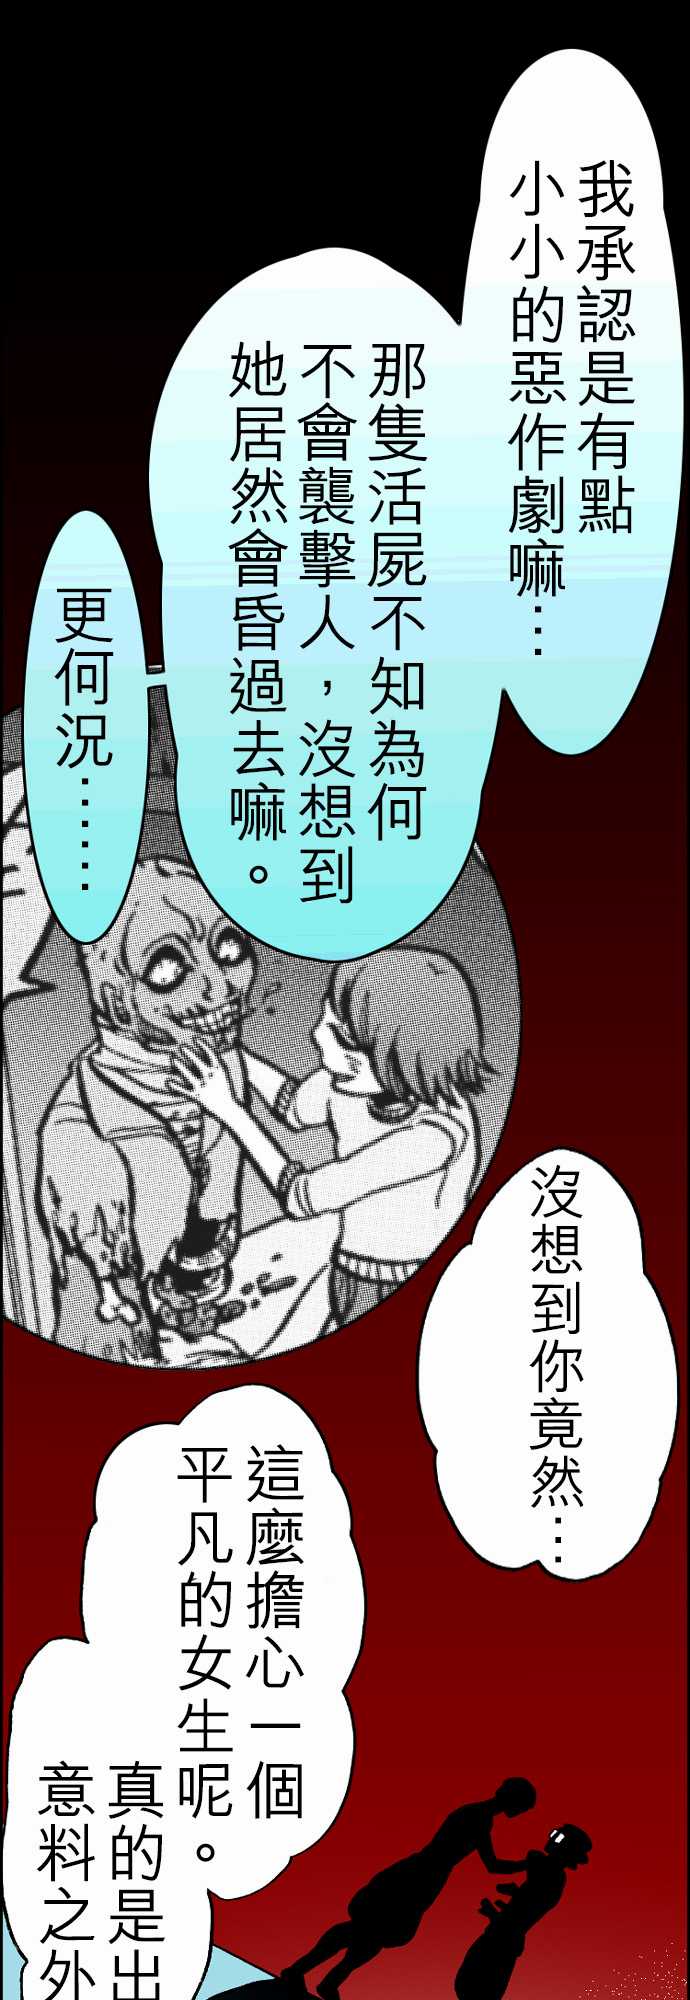 我承認是有點
小小的惡作劇嘛…
那隻活屍不知為何
不會襲擊人，沒想到
她居然會昏過去嘛。
更何況……
沒想到你竟然…
這麼擔心一個
平凡的女生呢。
真的是出
意料之外